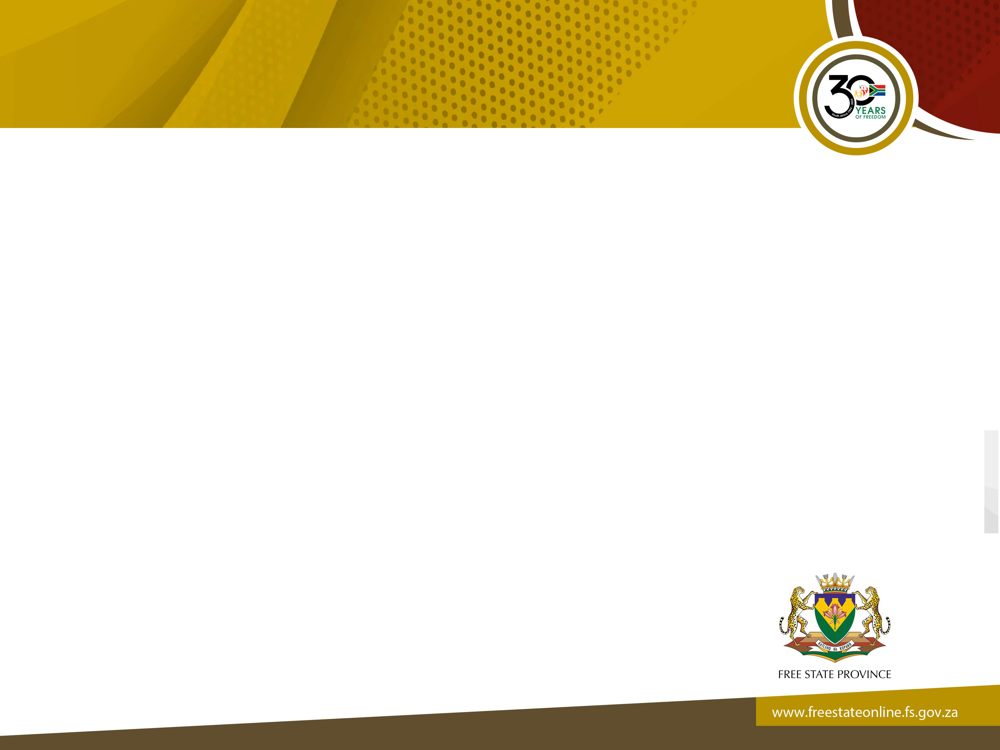 30
South Africa 1994 - 2024
YEARS
OF FREEDOM
KATLEHO KA KOPANO
FREE STATE PROVINCE
www.freestateonline.fs.gov.za